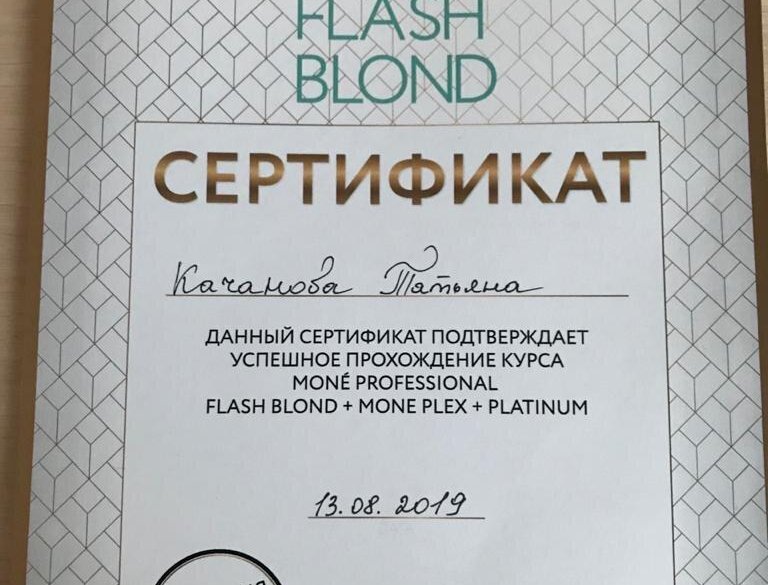 FLASH
BLOND
СЕРТИФИКАТ
Качанова Татьяна
ДАННЫЙ СЕРТИФИКАТ ПОДТВЕРЖДАЕТ
УСПЕШНОЕ ПРОХОЖДЕНИЕ КУРСА
MONÉ PROFESSIONAL
FLASH BLOND + MONE PLEX + PLATINUM
13.08.2019